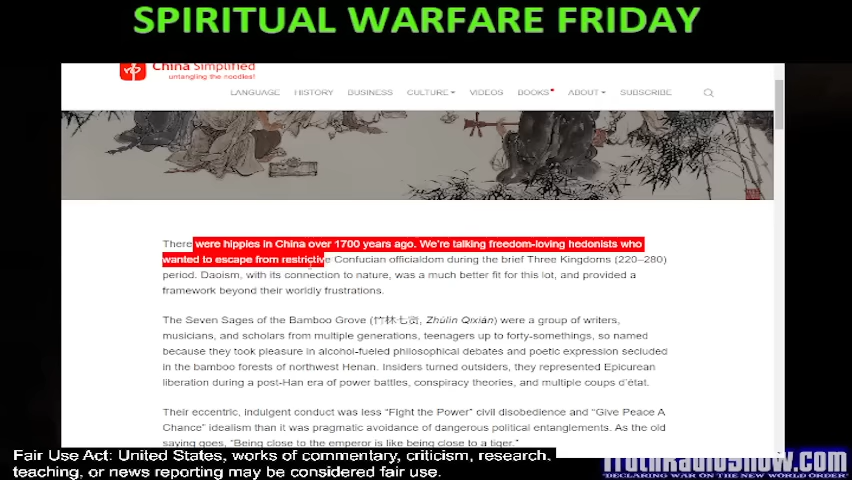 SPIRITUAL WARFARE FRIDAY
China Simplified
untangling the noodles!
LANGUAGE HISTORY BUSINESS CULTURE VIDEOS BOOKS ABOUT SUBSCRIBE
There were hippies in China over 1700 years ago. We're talking freedom-loving hedonists who
wanted to escape from restrictive Confucian officialdom during the brief Three Kingdoms (220–280)
period. Daoism, with its connection to nature, was a much better fit for this lot, and provided a
framework beyond their worldly frustrations.
The Seven Sages of the Bamboo Grove (竹林七贤, Zhúlín Qīxián) were a group of writers,
musicians, and scholars from multiple generations, teenagers up to forty-somethings, so named
because they took pleasure in alcohol-fueled philosophical debates and poetic expression secluded
in the bamboo forests of northwest Henan. Insiders turned outsiders, they represented Epicurean
liberation during a post-Han era of power battles, conspiracy theories, and multiple coups d'état.
Their eccentric, indulgent conduct was less "Fight the Power" civil disobedience and "Give Peace A
Chance" idealism than it was pragmatic avoidance of dangerous political entanglements. As the old
saying goes, "Being close to the emperor is like being close to a tiger."
Fair Use Act: United States, works of commentary, criticism, research,
teaching, or news reporting may be considered fair use.
TruthRadioShow.com
DECLARING WAR ON THE NEW WORLD ORDER